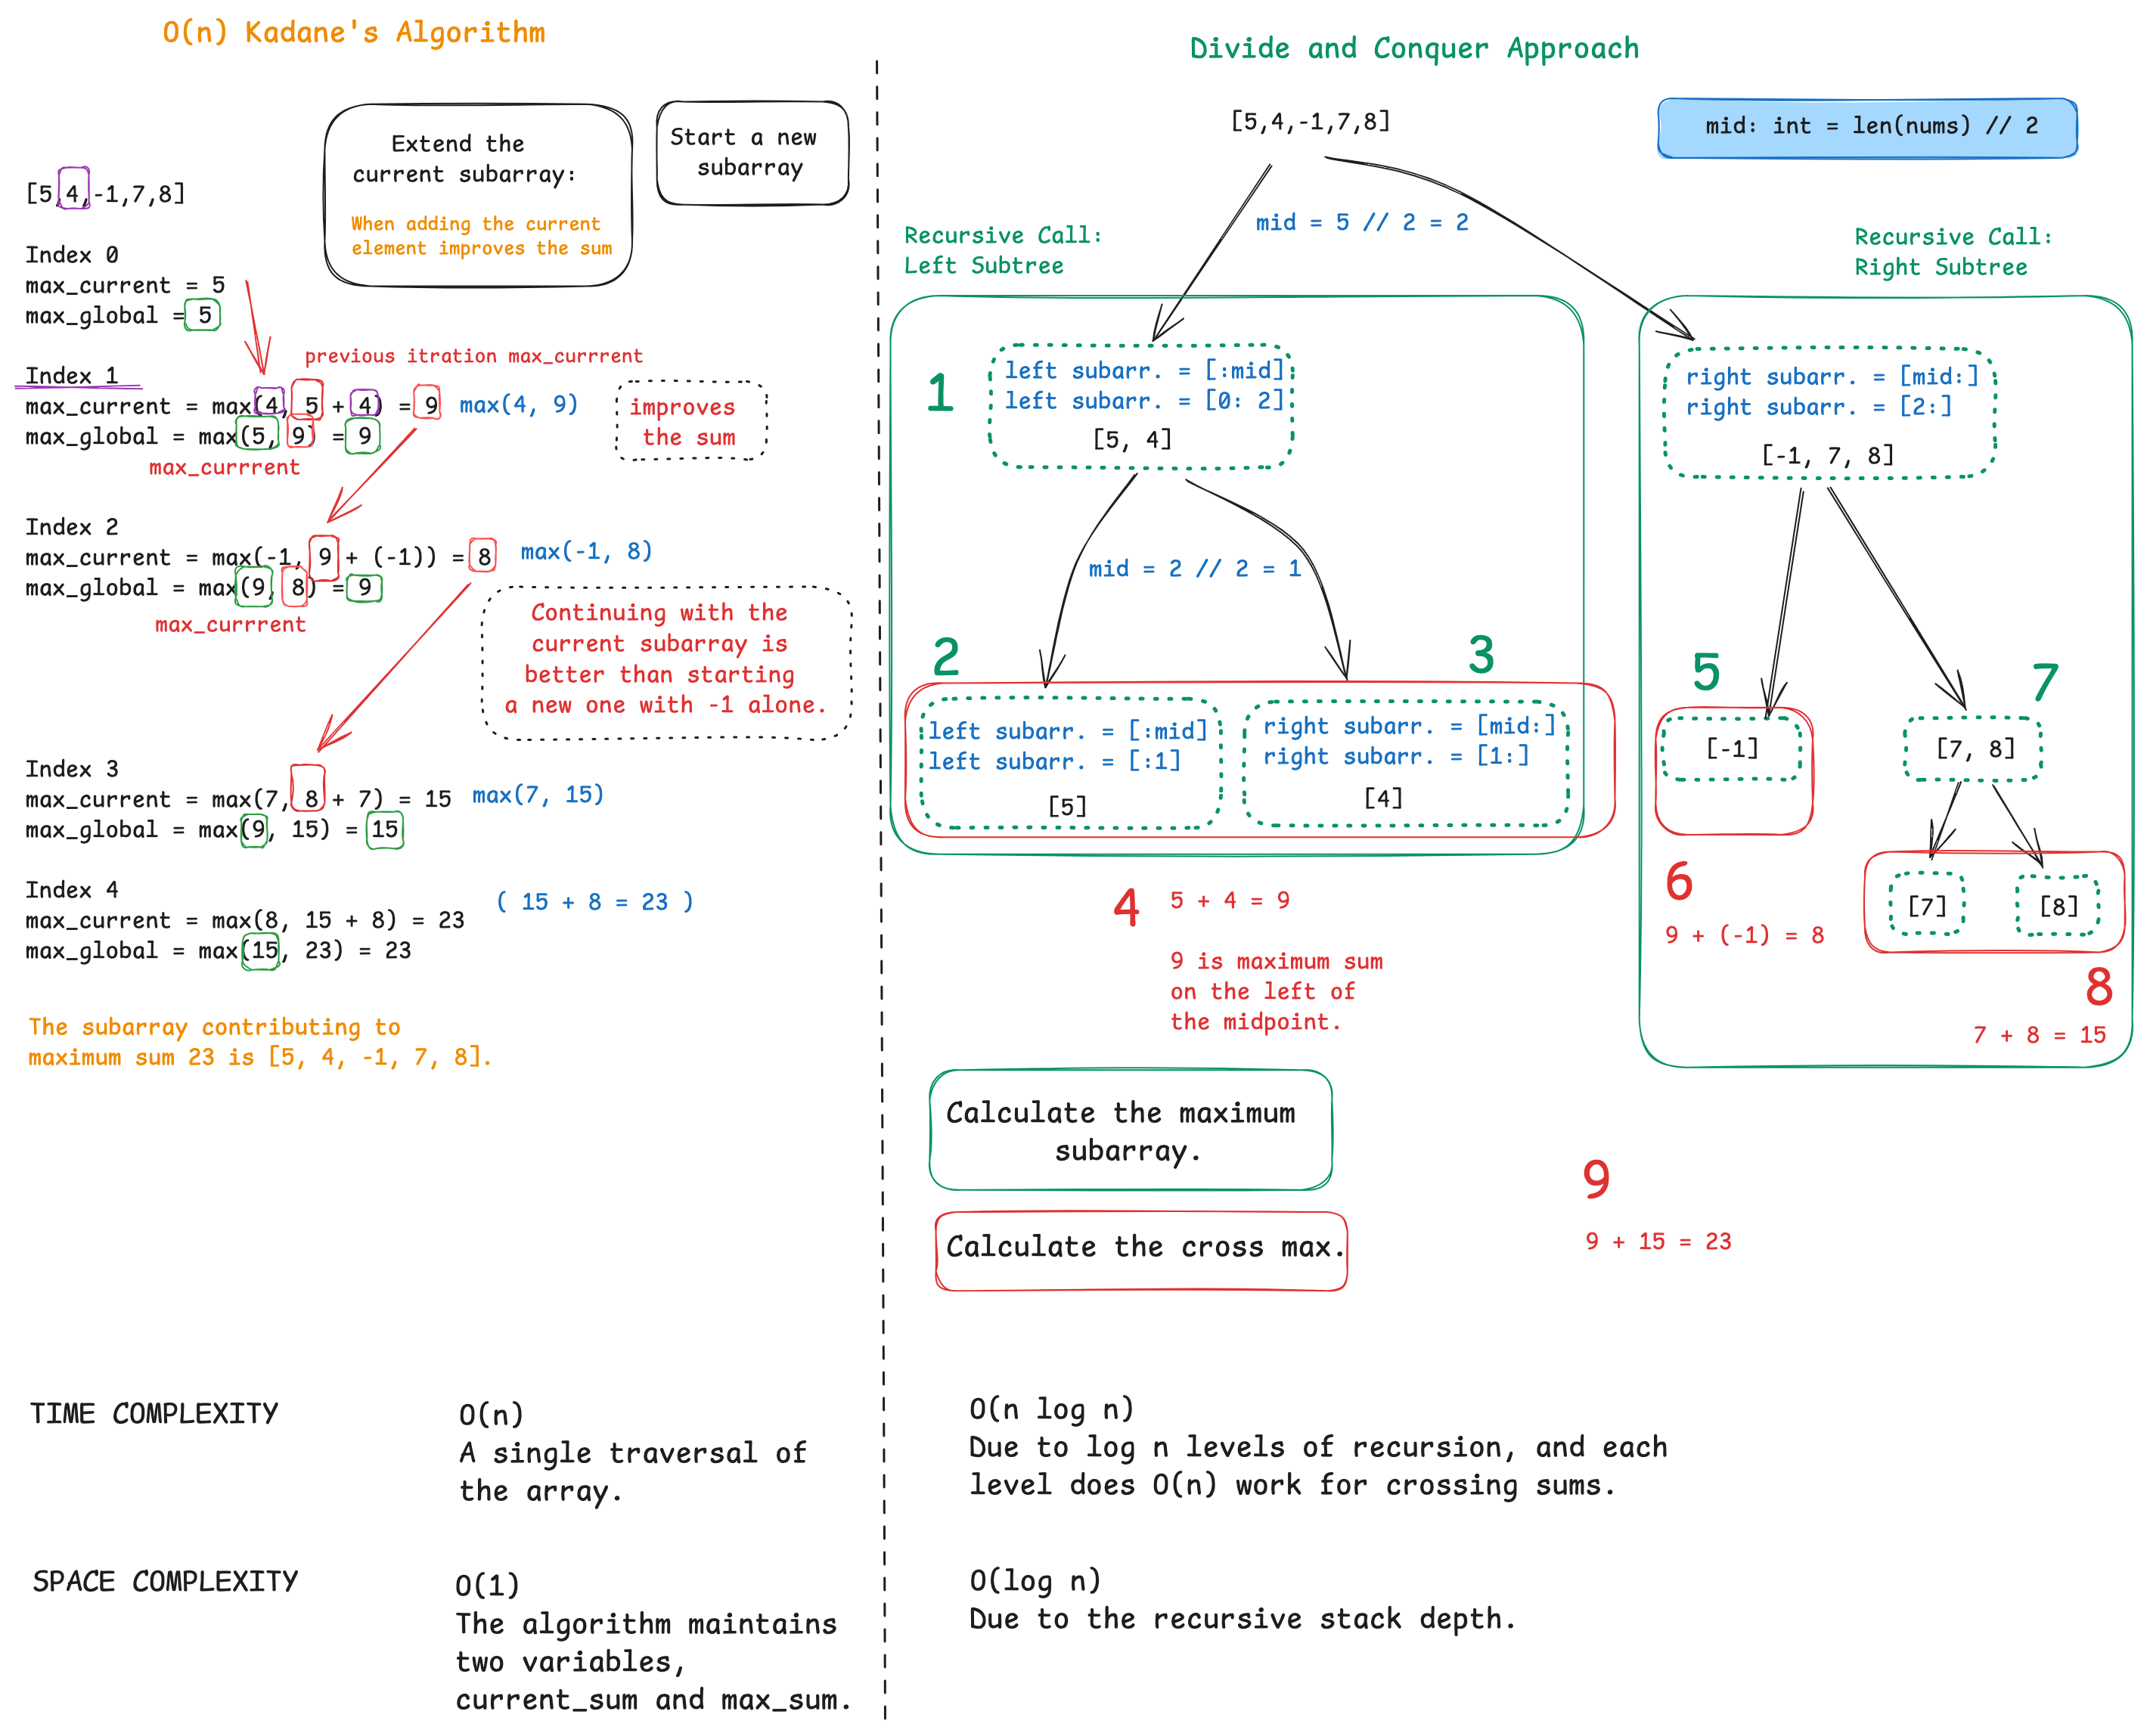 O(n) Kadane's Algorithm
Extend the
current subarray:
When adding the current
element improves the sum
Start a new
subarray
[5,4,-1,7,8]
Index 0
max_current = 5
max_global = 5
previous itration max_currrent
Index 1
max_current = max(4, 5 + 4) = 9
max(4, 9)
max_global = max(5, 9) = 9
max_currrent
improves
the sum
Index 2
max_current = max(-1, 9 + (-1)) = 8
max(-1, 8)
max_global = max(9, 8) = 9
max_currrent
Continuing with the
current subarray is
better than starting
a new one with -1 alone.
Index 3
max_current = max(7, 8 + 7) = 15
max(7, 15)
max_global = max(9, 15) = 15
Index 4
max_current = max(8, 15 + 8) = 23
( 15 + 8 = 23 )
max_global = max(15, 23) = 23
The subarray contributing to
maximum sum 23 is [5, 4, -1, 7, 8].
Divide and Conquer Approach
[5,4,-1,7,8]
mid: int = len(nums) // 2
mid = 5 // 2 = 2
Recursive Call:
Left Subtree
Recursive Call:
Right Subtree
1
left subarr. = [:mid]
left subarr. = [0: 2]
[5, 4]
right subarr. = [mid:]
right subarr. = [2:]
[-1, 7, 8]
mid = 2 // 2 = 1
2
3
left subarr. = [:mid]
left subarr. = [:1]
[5]
right subarr. = [mid:]
right subarr. = [1:]
[4]
5
7
[-1]
[7, 8]
6
9 + (-1) = 8
[7]
[8]
8
7 + 8 = 15
4
5 + 4 = 9
9 is maximum sum
on the left of
the midpoint.
Calculate the maximum
subarray.
Calculate the cross max.
9
9 + 15 = 23
TIME COMPLEXITY
O(n)
A single traversal of
the array.
O(n log n)
Due to log n levels of recursion, and each
level does O(n) work for crossing sums.
SPACE COMPLEXITY
O(1)
The algorithm maintains
two variables,
current_sum and max_sum.
O(log n)
Due to the recursive stack depth.